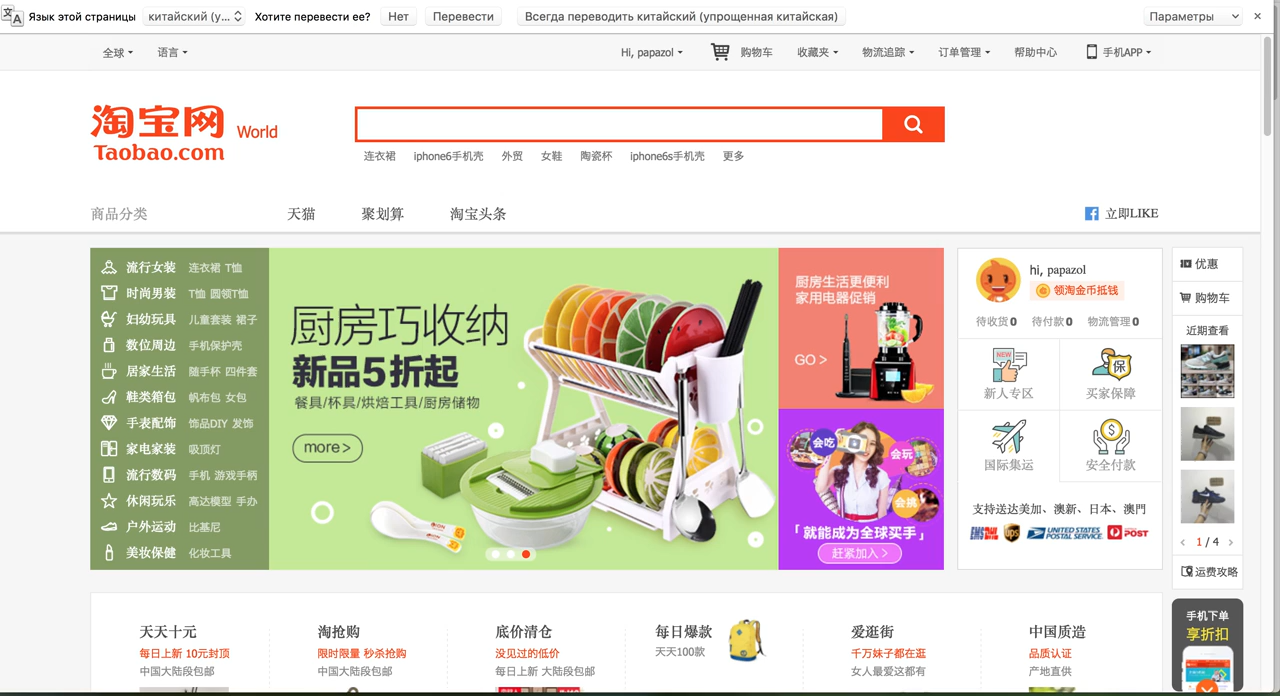 Язык этой страницы китайский (у... Хотите перевести ее? Нет Перевести Всегда переводить китайский (упрощенная китайская) Параметры
全球 语言 Hi, papazol 购物车 收藏夹 物流追踪 订单管理 帮助中心 手机APP
淘宝网 World
Taobao.com
连衣裙 iphone6手机壳 外贸 女鞋 陶瓷杯 iphone6s手机壳 更多
商品分类 天猫 聚划算 淘宝头条 立即LIKE
流行女装 连衣裙 T恤
时尚男装 T恤 圆领T恤
妇幼玩具 儿童套装 裙子
数位周边 手机保护壳
居家生活 随手杯 四件套
鞋类箱包 帆布包 女包
手表配饰 饰品DIY 发饰
家电家装 吸顶灯
流行数码 手机 游戏手柄
休闲玩乐 高达模型 手办
户外运动 比基尼
美妆保健 化妆工具
厨房巧收纳
新品5折起
餐具/杯具/烘焙工具/厨房储物
more >
厨房生活更便利
家用电器促销
GO >
会吃
会玩
会挑
「就能成为全球买手」
赶紧加入 >
hi, papazol
领淘金币抵钱
待收货0 待付款0 物流管理0
NEW
保
新人专区 买家保障
国际集运 安全付款
支持送达美加、澳新、日本、澳門
EMS ups UNITED STATES POSTAL SERVICE POST
优惠
购物车
近期查看
< 1 / 4 >
运费攻略
手机下单
享折扣
天天十元 淘抢购 底价清仓 每日爆款 爱逛街 中国质造
每日上新 10元封顶 限时限量 秒杀抢购 没见过的低价 天天100款 千万妹子都在逛 品质认证
中国大陆段包邮 中国大陆段包邮 每日上新 大陆段包邮 女人最爱这都有 产地直供